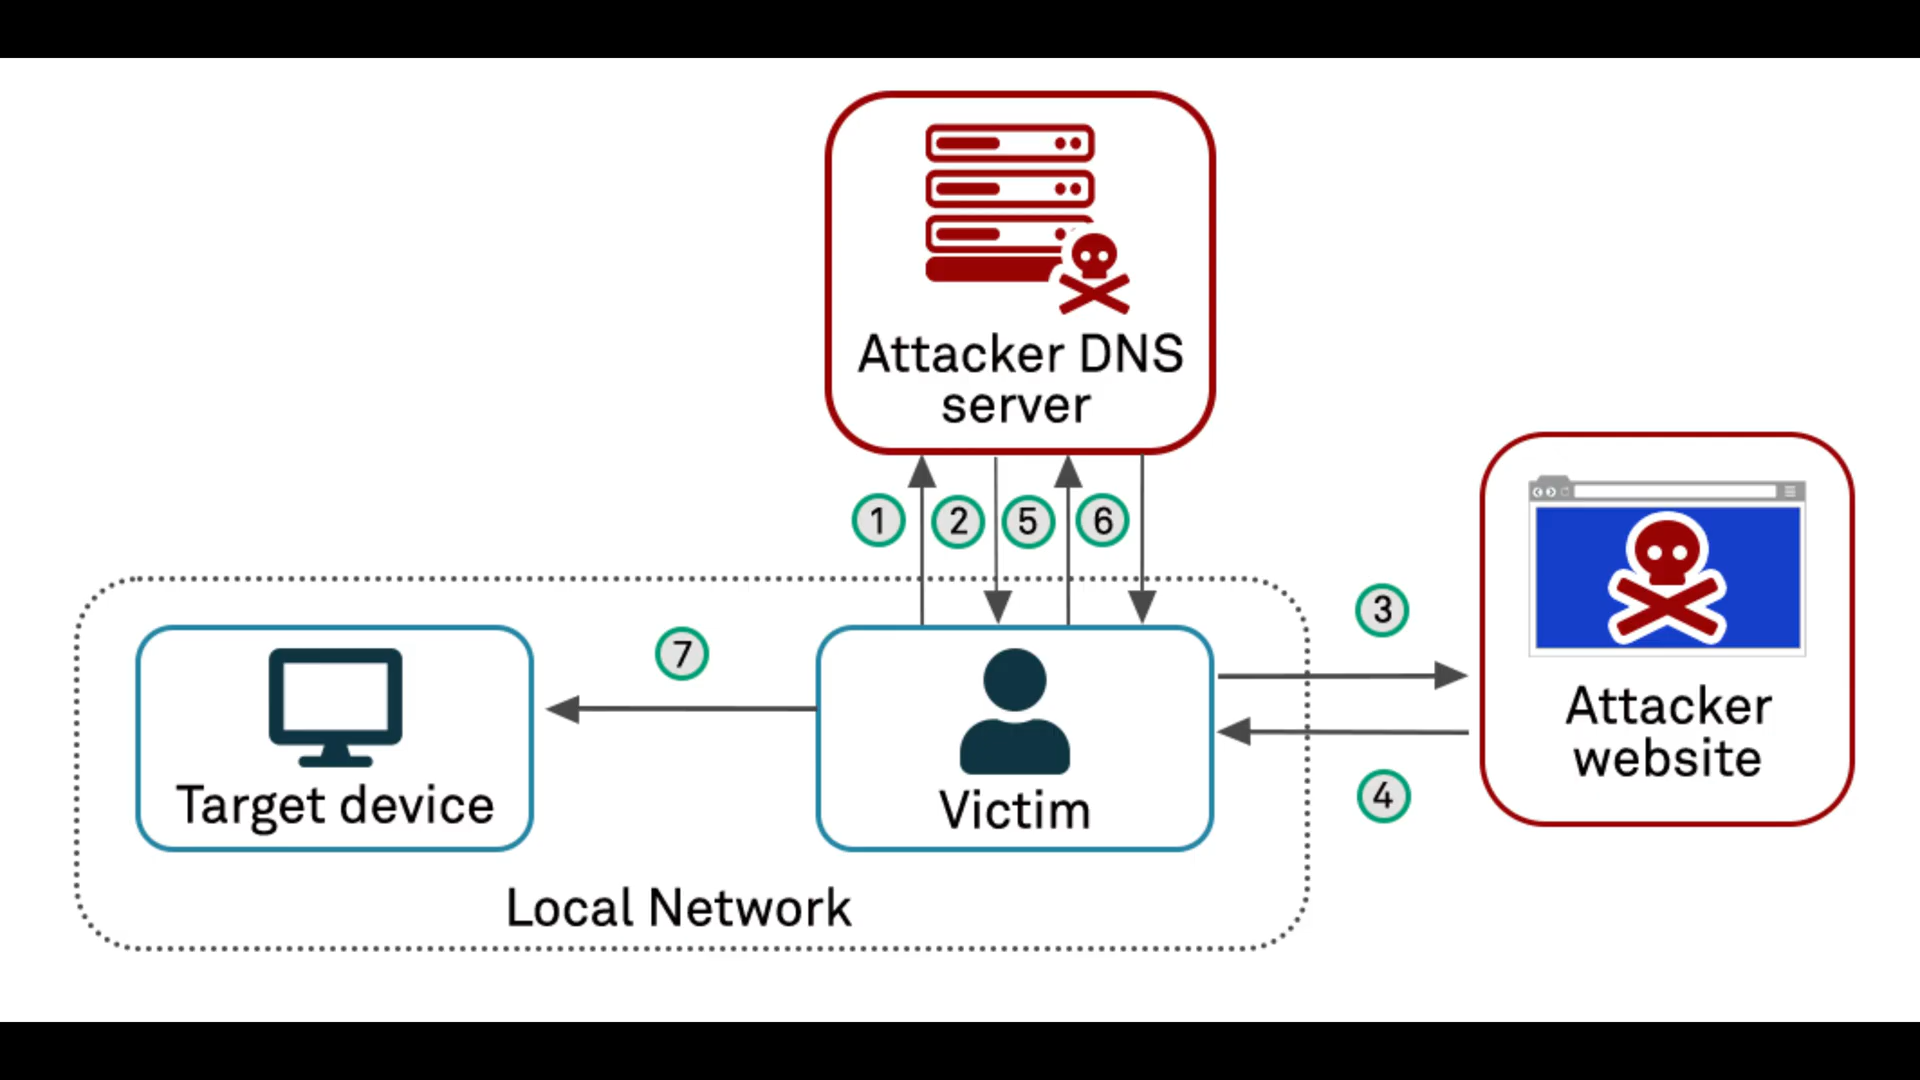 Attacker DNS
server
1
2
5
6
3
7
Attacker
website
4
Target device
Victim
Local Network